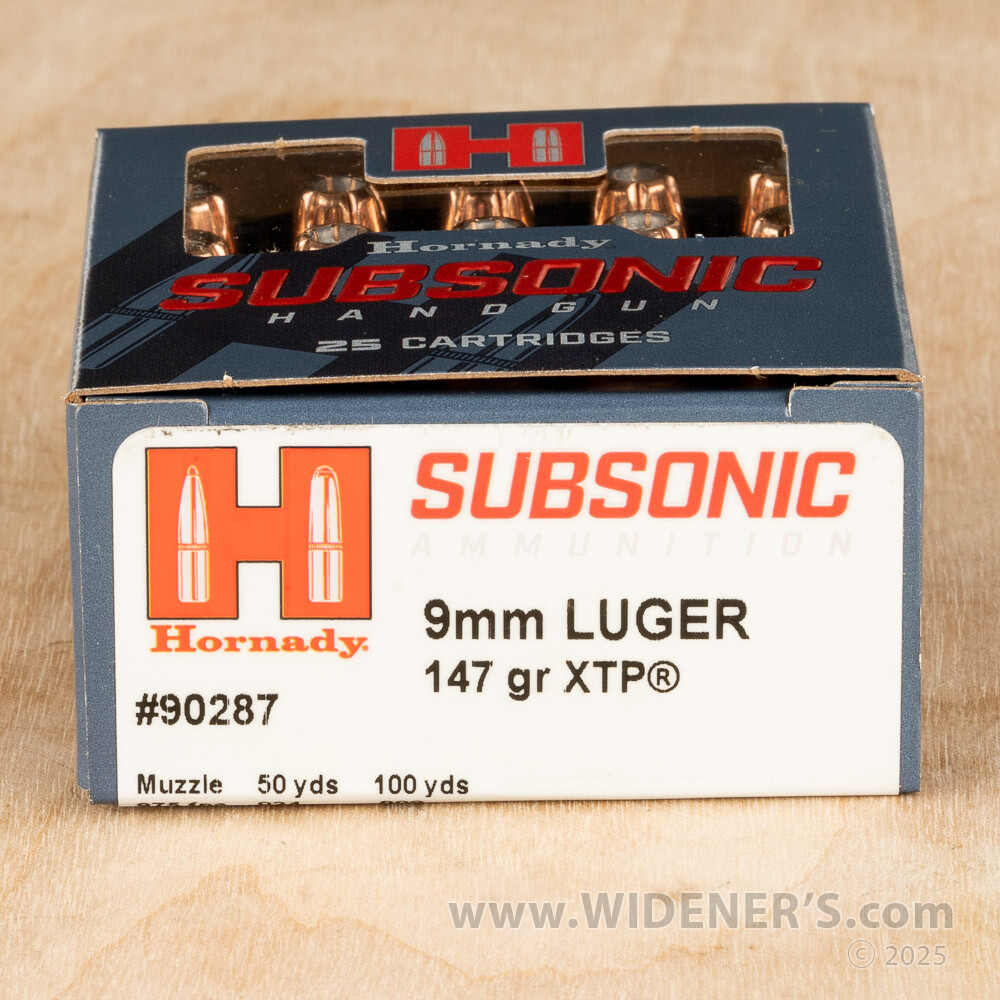 Hornady
SUBSONIC
HANDGUN
25 CARTRIDGES
SUBSONIC
AMMUNITION
Hornady
9mm LUGER
147 gr XTP®
#90287
Muzzle 50 yds 100 yds
www.WIDENER'S.com
© 2025